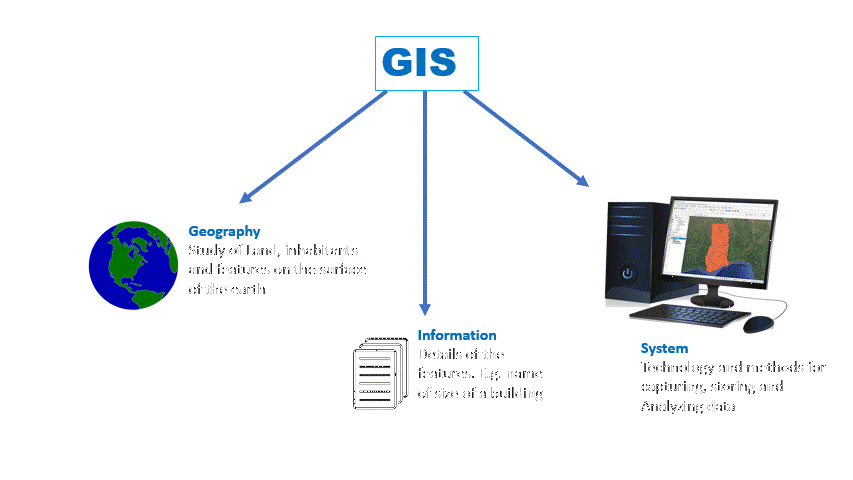 GIS
Geography
Study of Land, inhabitants
and features on the surface
of the earth
Information
Details of the
features. E.g. name
of size of a building
System
Technology and methods for
capturing, storing and
Analyzing data